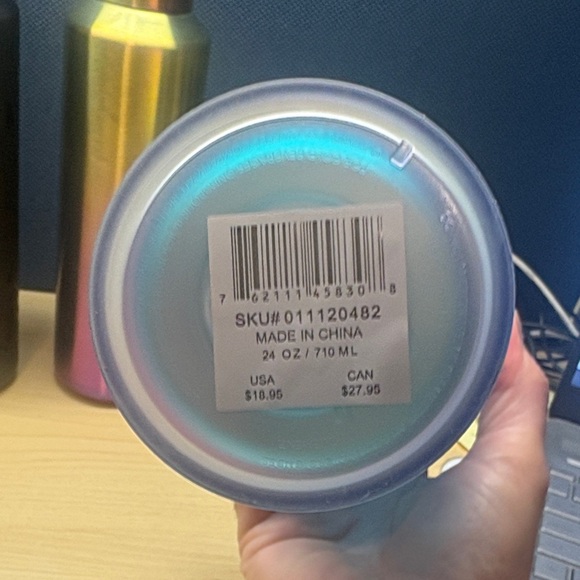 7 62111 45830 8
SKU# 011120482
MADE IN CHINA
24 OZ / 710 ML
USA CAN
$18.95 $27.95